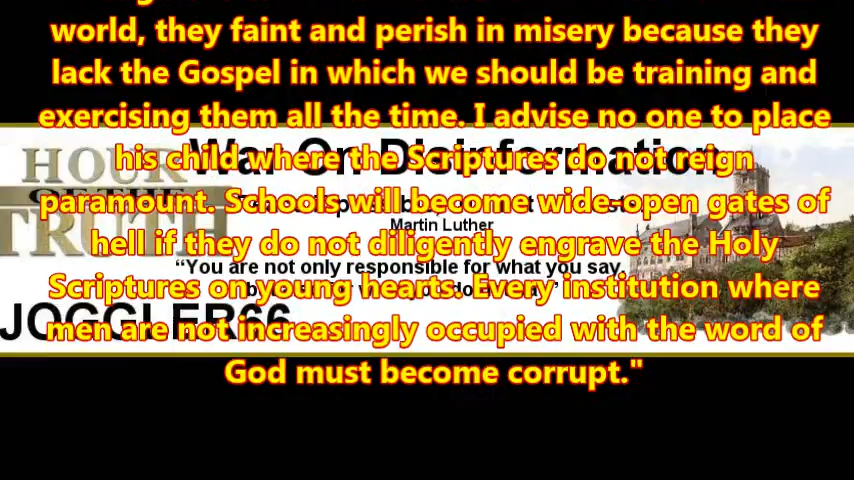 world, they faint and perish in misery because they
lack the Gospel in which we should be training and
exercising them all the time. I advise no one to place
his child where the Scriptures do not reign
paramount. Schools will become wide-open gates of
hell if they do not diligently engrave the Holy
Scriptures on young hearts. Every institution where
men are not increasingly occupied with the word of
God must become corrupt."
HOUR
OF THE
TRUTH
War On Disinformation
Martin Luther
“You are not only responsible for what you say,
JOGGLER66